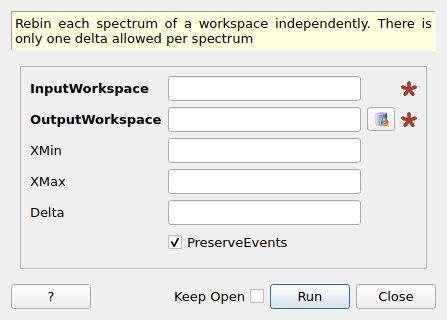 Rebin each spectrum of a workspace independently. There is
only one delta allowed per spectrum
InputWorkspace
OutputWorkspace
XMin
XMax
Delta
PreserveEvents
? Keep Open Run Close